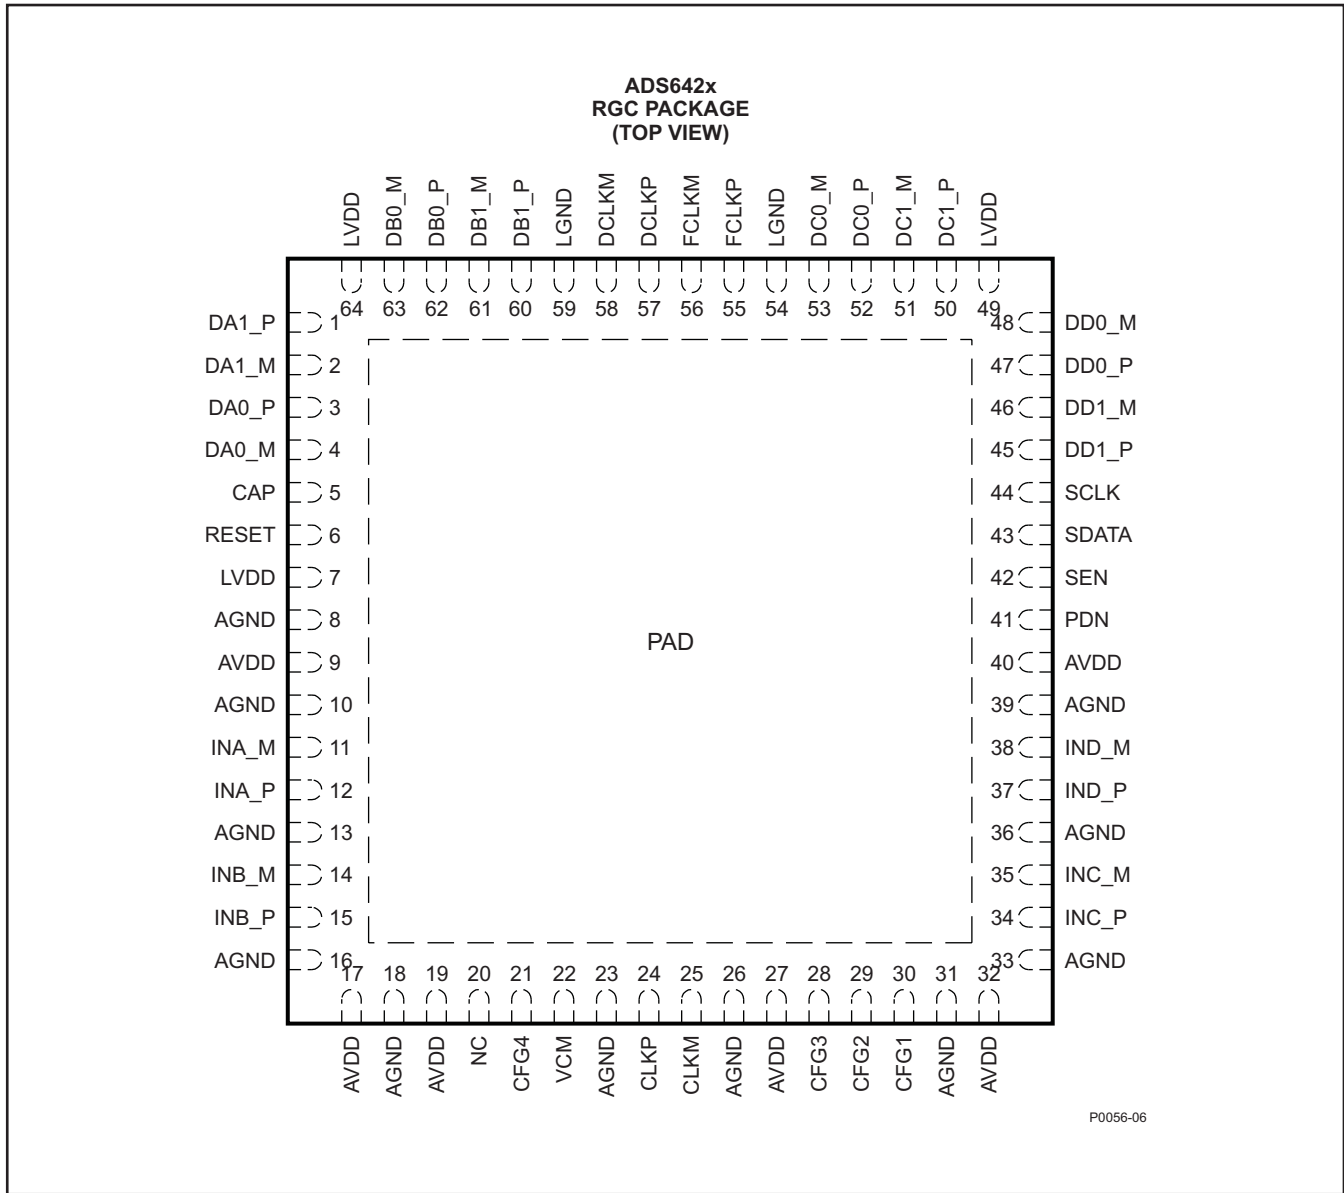 ADS642x
RGC PACKAGE
(TOP VIEW)
LVDD
DB0_M
DB0_P
DB1_M
DB1_P
LGND
DCLKM
DCLKP
FCLKM
FCLKP
LGND
DC0_M
DC0_P
DC1_M
DC1_P
LVDD
64 63 62 61 60 59 58 57 56 55 54 53 52 51 50 49
DA1_P 1 48 DD0_M
DA1_M 2 47 DD0_P
DA0_P 3 46 DD1_M
DA0_M 4 45 DD1_P
CAP 5 44 SCLK
RESET 6 43 SDATA
LVDD 7 42 SEN
AGND 8 41 PDN
PAD
AVDD 9 40 AVDD
AGND 10 39 AGND
INA_M 11 38 IND_M
INA_P 12 37 IND_P
AGND 13 36 AGND
INB_M 14 35 INC_M
INB_P 15 34 INC_P
AGND 16 33 AGND
17 18 19 20 21 22 23 24 25 26 27 28 29 30 31 32
AVDD
AGND
AVDD
NC
CFG4
VCM
AGND
CLKP
CLKM
AGND
AVDD
CFG3
CFG2
CFG1
AGND
AVDD
P0056-06